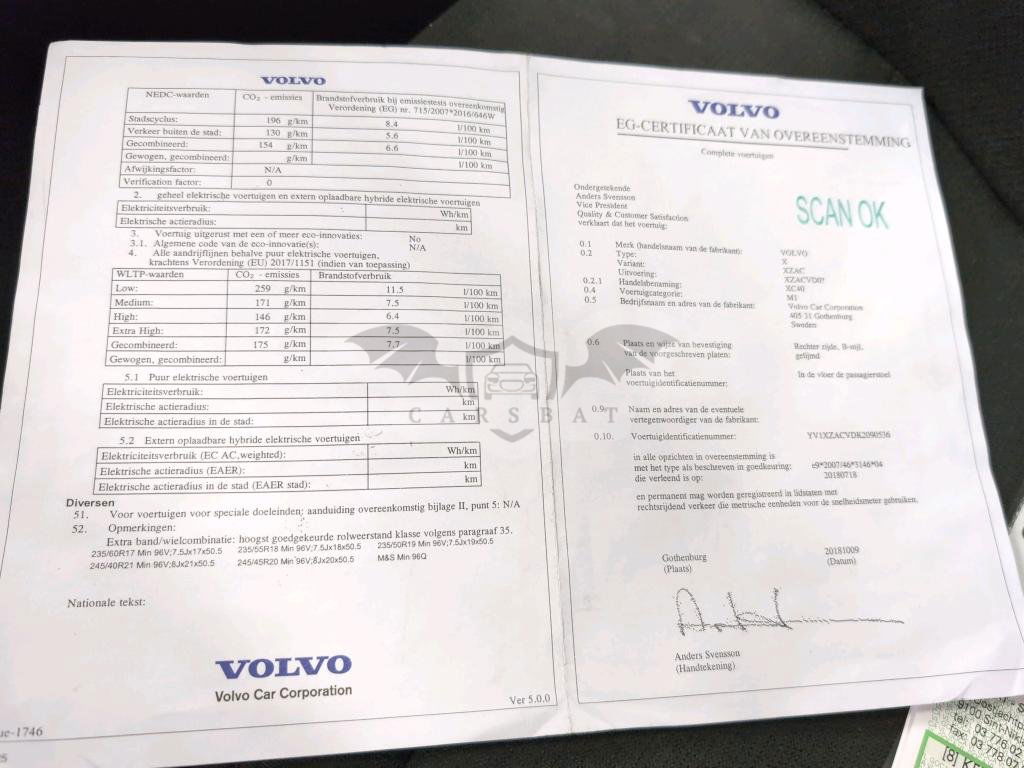 VOLVO
NEDC-waarden CO₂ - emissies Brandstofverbruik bij emissietests overeenkomstig
Verordening (EG) nr. 715/2007*2016/646W
Stadscyclus: 196 g/km 8.4 l/100 km
Verkeer buiten de stad: 130 g/km 5.6 l/100 km
Gecombineerd: 154 g/km 6.6 l/100 km
Gewogen, gecombineerd: g/km l/100 km
Afwijkingsfactor: N/A
Verification factor: 0
2. geheel elektrische voertuigen en extern oplaadbare hybride elektrische voertuigen
Elektriciteitsverbruik: Wh/km
Elektrische actieradius: km
3. Voertuig uitgerust met een of meer eco-innovaties: No
3.1. Algemene code van de eco-innovatie(s): N/A
4. Alle aandrijflijnen behalve puur elektrische voertuigen,
krachtens Verordening (EU) 2017/1151 (indien van toepassing)
WLTP-waarden CO₂ - emissies Brandstofverbruik
Low: 259 g/km 11.5 l/100 km
Medium: 171 g/km 7.5 l/100 km
High: 146 g/km 6.4 l/100 km
Extra High: 172 g/km 7.5 l/100 km
Gecombineerd: 175 g/km 7.7 l/100 km
Gewogen, gecombineerd: g/km l/100 km
5.1 Puur elektrische voertuigen
Elektriciteitsverbruik: Wh/km
Elektrische actieradius: km
Elektrische actieradius in de stad: km
5.2 Extern oplaadbare hybride elektrische voertuigen
Elektriciteitsverbruik (EC AC,weighted): Wh/km
Elektrische actieradius (EAER): km
Elektrische actieradius in de stad (EAER stad): km
Diversen
51. Voor voertuigen voor speciale doeleinden; aanduiding overeenkomstig bijlage II, punt 5: N/A
52. Opmerkingen:
Extra band/wielcombinatie: hoogst goedgekeurde rolweerstand klasse volgens paragraaf 35.
235/60R17 Min 96V;7.5Jx17x50.5 235/55R18 Min 96V;7.5Jx18x50.5 235/50R19 Min 96V;7.5Jx19x50.5
245/40R21 Min 96V;8Jx21x50.5 245/45R20 Min 96V;8Jx20x50.5 M&S Min 96Q
Nationale tekst:
VOLVO
Volvo Car Corporation
Ver 5.0.0
ue-1746
VOLVO
EG-CERTIFICAAT VAN OVEREENSTEMMING
Complete voertuigen
Ondergetekende
Anders Svensson
Vice President
Quality & Customer Satisfaction
verklaart dat het voertuig:
SCAN OK
0.1 Merk (handelsnaam van de fabrikant): VOLVO
0.2 Type: X
Variant: XZAC
Uitvoering: XZACVD0?
0.2.1 Handelsbenaming: XC40
0.4 Voertuigcategorie: M1
0.5 Bedrijfsnaam en adres van de fabrikant: Volvo Car Corporation
405 31 Gothenburg
Sweden
0.6 Plaats en wijze van bevestiging Rechter zijde, B-stijl,
van de voorgeschreven platen: gelijmd
Plaats van het In de vloer de passagierstoel
voertuigidentificatienummer:
0.9 Naam en adres van de eventuele
vertegenwoordiger van de fabrikant:
0.10. Voertuigidentificatienummer: YV1XZACVDK2090536
in alle opzichten in overeenstemming is
met het type als beschreven in goedkeuring: e9*2007/46*3146*04
die verleend is op: 20180718
en permanent mag worden geregistreerd in lidstaten met
rechtsrijdend verkeer die metrische eenheden voor de snelheidsmeter gebruiken.
Gothenburg 20181009
(Plaats) (Datum)
Anders Svensson
(Handtekening)
CARSBAT
9100 Sint-Nikl
tel: 03 776 02
fax: 03 778 07
[8]